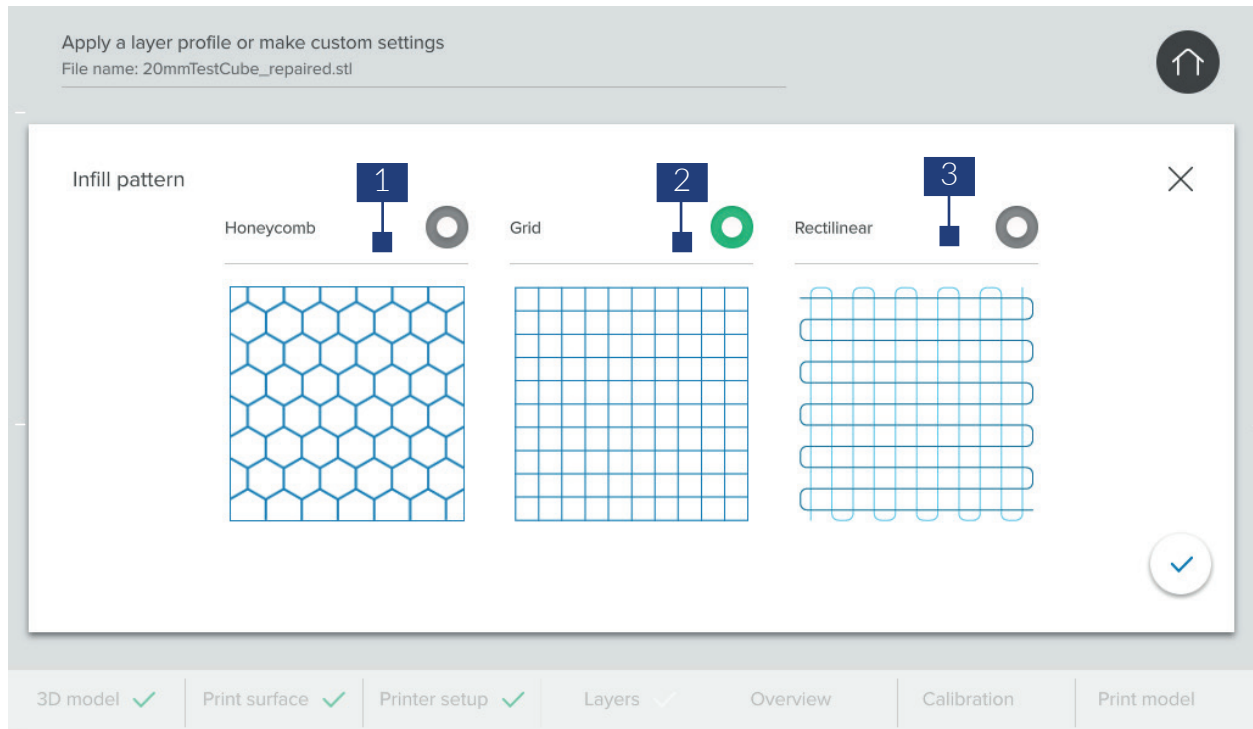 Apply a layer profile or make custom settings
File name: 20mmTestCube_repaired.stl
Infill pattern
1
2
3
Honeycomb
Grid
Rectilinear
3D model
Print surface
Printer setup
Layers
Overview
Calibration
Print model